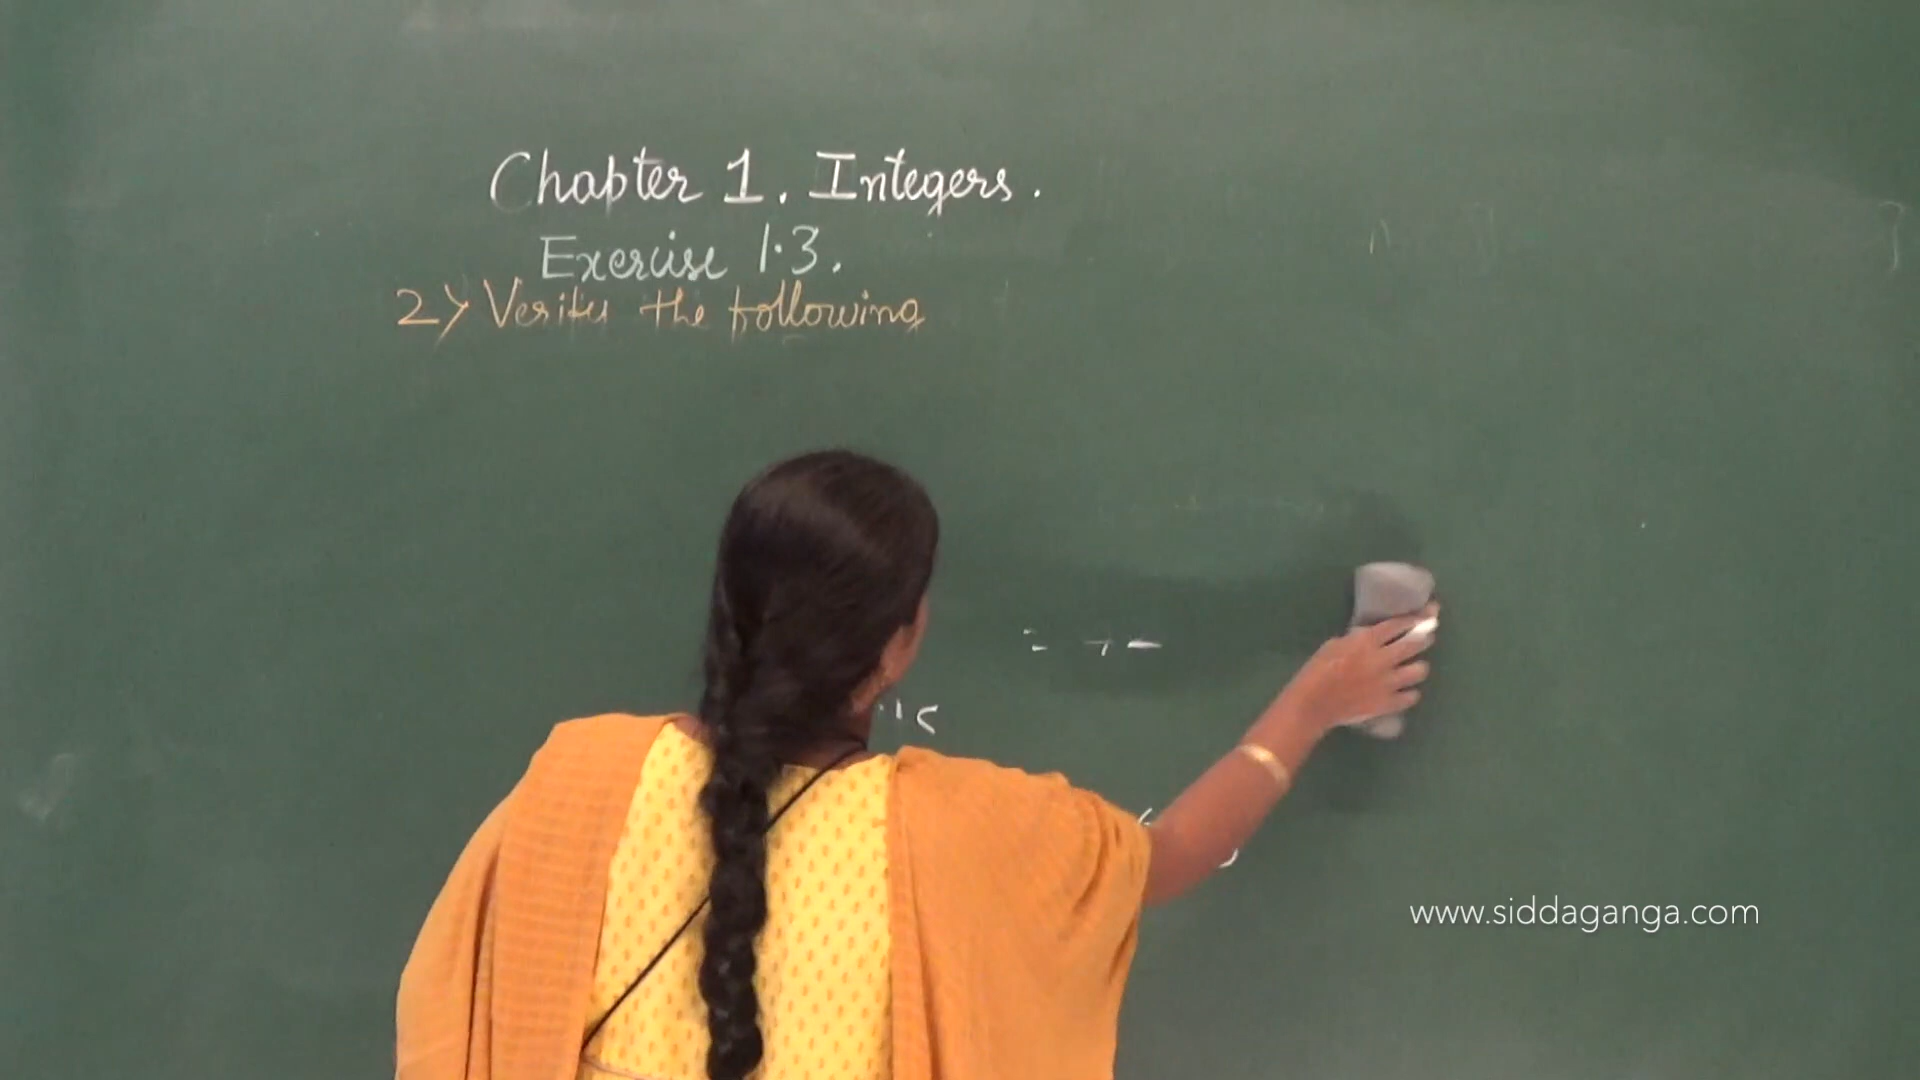 Chapter 1. Integers.
Exercise 1.3.
2) Verify the following
www.siddaganga.com